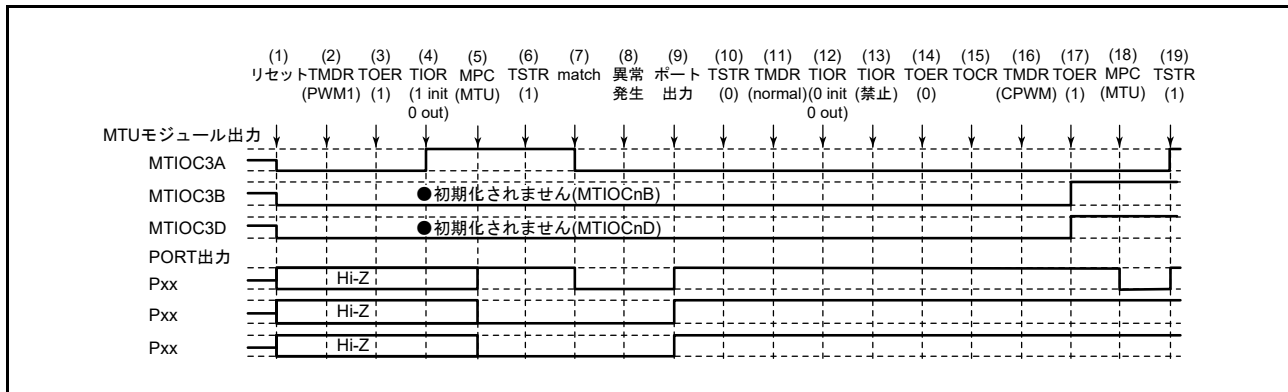 (1) (2) (3) (4) (5) (6) (7) (8) (9) (10) (11) (12) (13) (14) (15) (16) (17) (18) (19)
リセット TMDR TOER TIOR MPC TSTR match 異常 ポート TSTR TMDR TIOR TIOR TOER TOCR TMDR TOER MPC TSTR
(PWM1) (1) (1 init (MTU) (1) 発生 出力 (0) (normal) (0 init (禁止) (0) (CPWM) (1) (MTU) (1)
0 out) 0 out)
MTUモジュール出力
MTIOC3A
MTIOC3B ●初期化されません(MTIOCnB)
MTIOC3D ●初期化されません(MTIOCnD)
PORT出力
Pxx Hi-Z
Pxx Hi-Z
Pxx Hi-Z